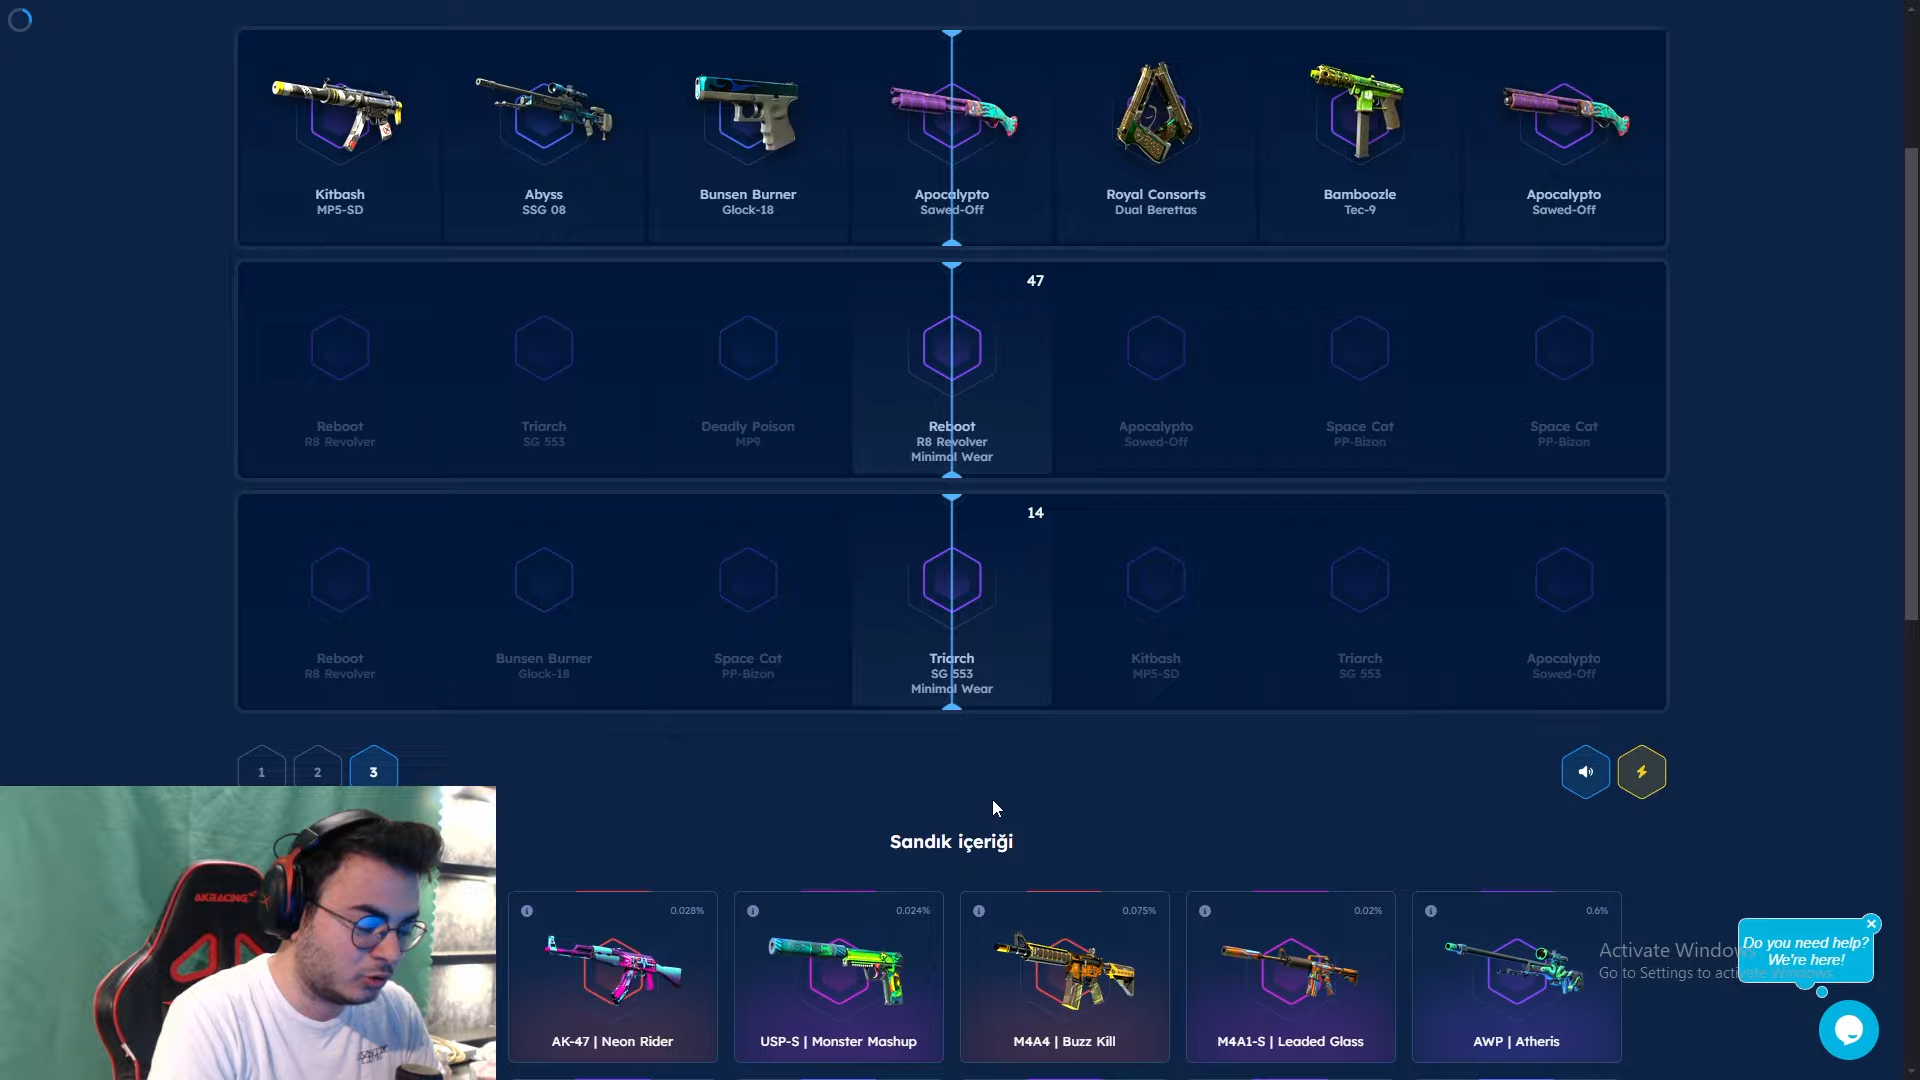 Kitbash
MP5-SD
Abyss
SSG 08
Bunsen Burner
Glock-18
Apocalypto
Sawed-Off
Royal Consorts
Dual Berettas
Bamboozle
Tec-9
Apocalypto
Sawed-Off
47
Reboot
R8 Revolver
Triarch
SG 553
Deadly Poison
MP9
Reboot
R8 Revolver
Minimal Wear
Apocalypto
Sawed-Off
Space Cat
PP-Bizon
Space Cat
PP-Bizon
14
Reboot
R8 Revolver
Bunsen Burner
Glock-18
Space Cat
PP-Bizon
Triarch
SG 553
Minimal Wear
Kitbash
MP5-SD
Triarch
SG 553
Apocalypto
Sawed-Off
1
2
3
Sandık içeriği
AKRACING
0.028%
AK-47 | Neon Rider
0.024%
USP-S | Monster Mashup
0.075%
M4A4 | Buzz Kill
0.02%
M4A1-S | Leaded Glass
0.6%
AWP | Atheris
Do you need help?
We're here!
Activate Windows
Go to Settings to activate Windows.